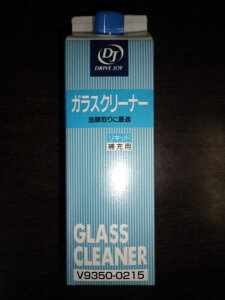 DJ
DRIVE JOY
ガラスクリーナー
油膜取りに最適
リキッド
補充用
GLASS
CLEANER
V9350-0215